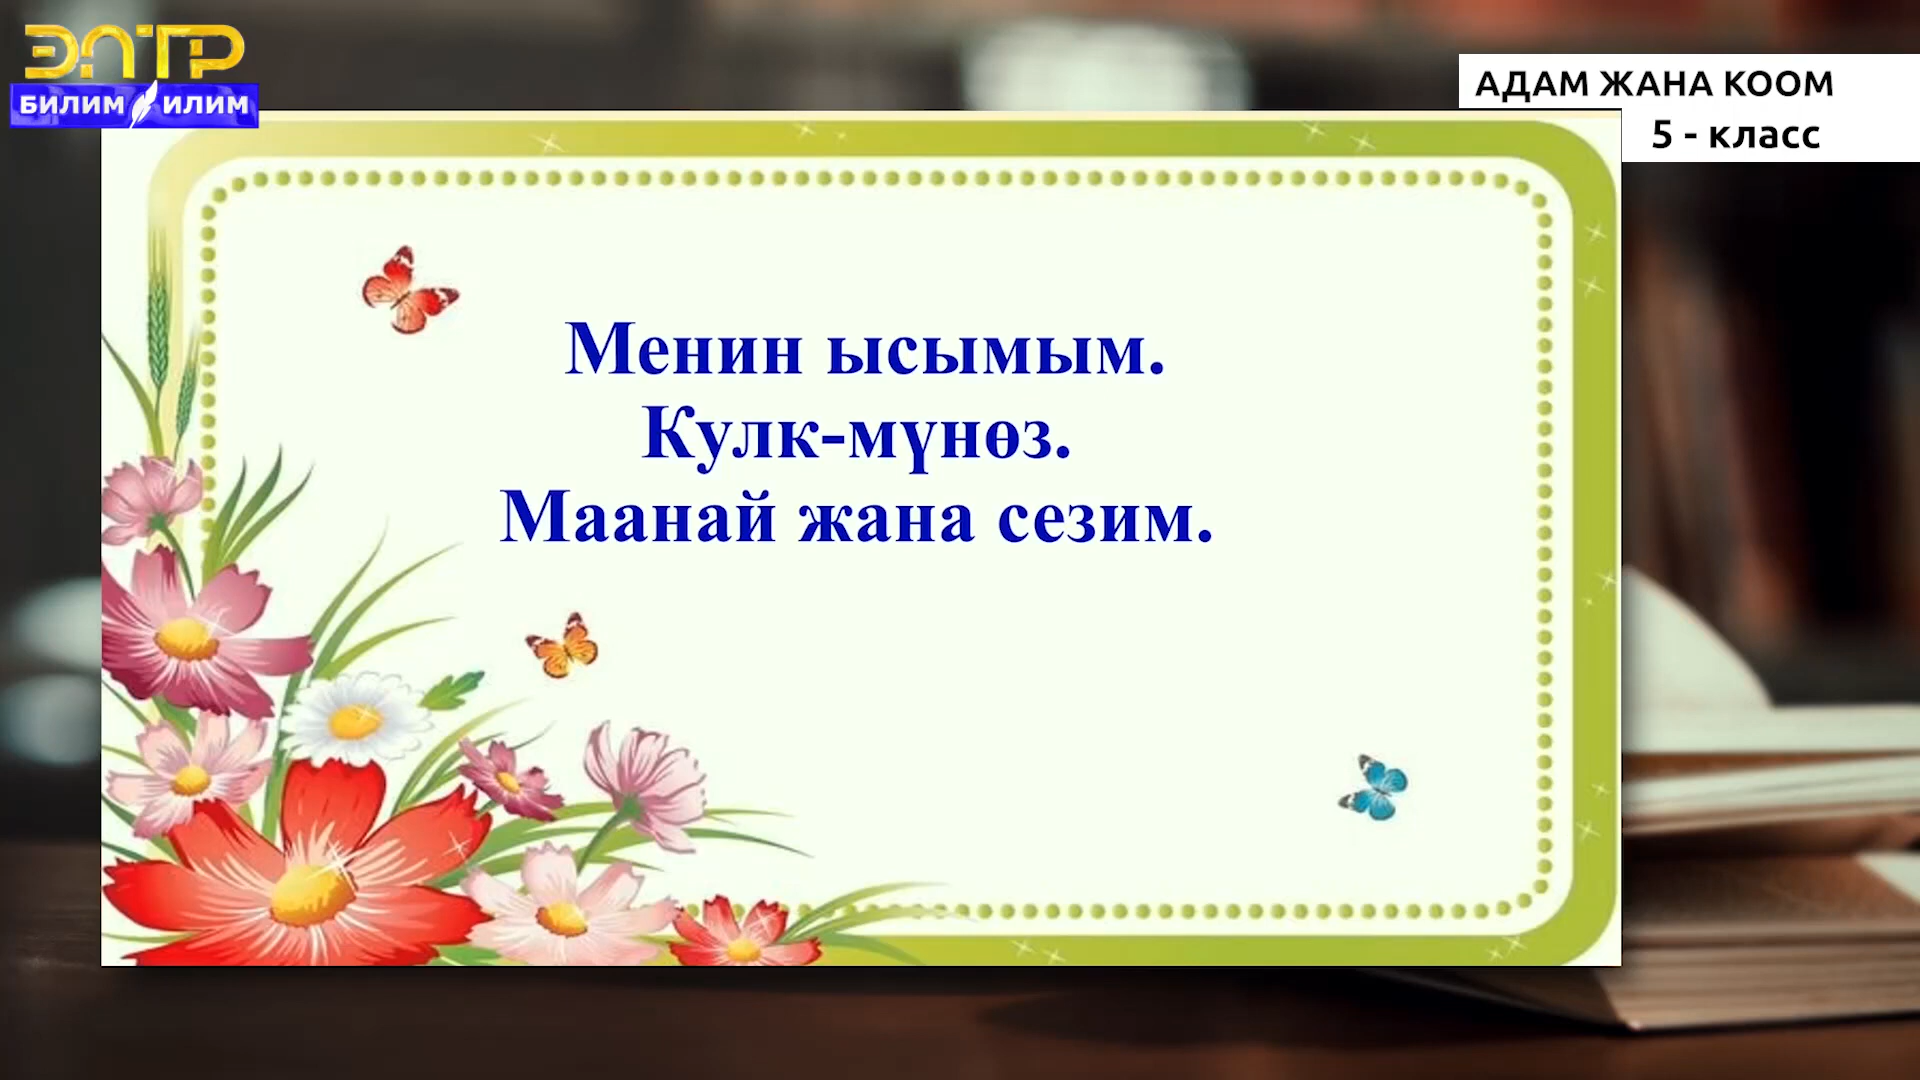 ЭЛТР
БИЛИМ ИЛИМ
АДАМ ЖАНА КООМ
5 - класс
Менин ысымым.
Кулк-мүнөз.
Маанай жана сезим.